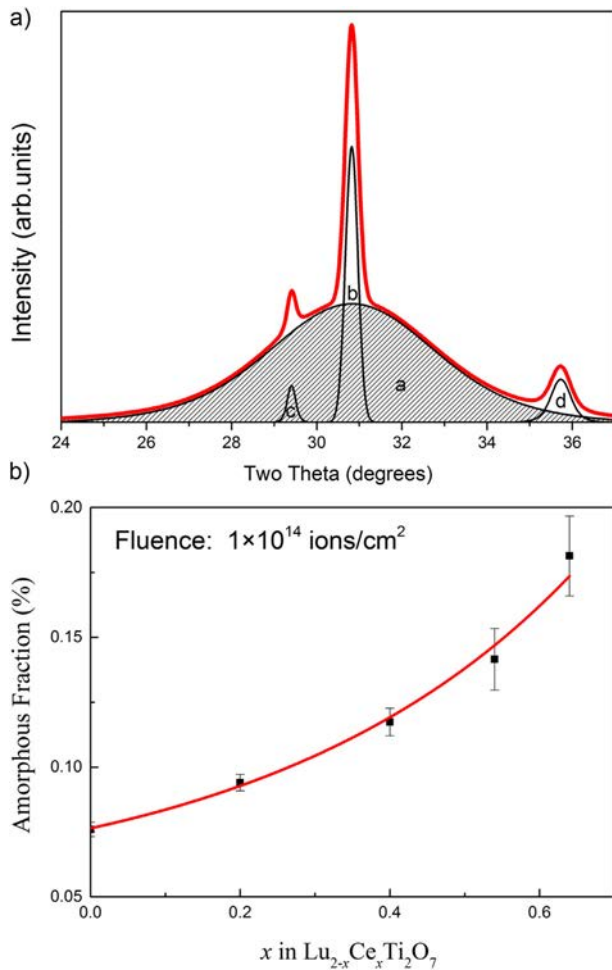 a)
Intensity (arb.units)
b
a
c
d
24 26 28 30 32 34 36
Two Theta (degrees)
b)
0.20
Fluence: 1×10¹⁴ ions/cm²
0.15
Amorphous Fraction (%)
0.10
0.05
0.0 0.2 0.4 0.6
x in Lu₂₋ₓCeₓTi₂O₇